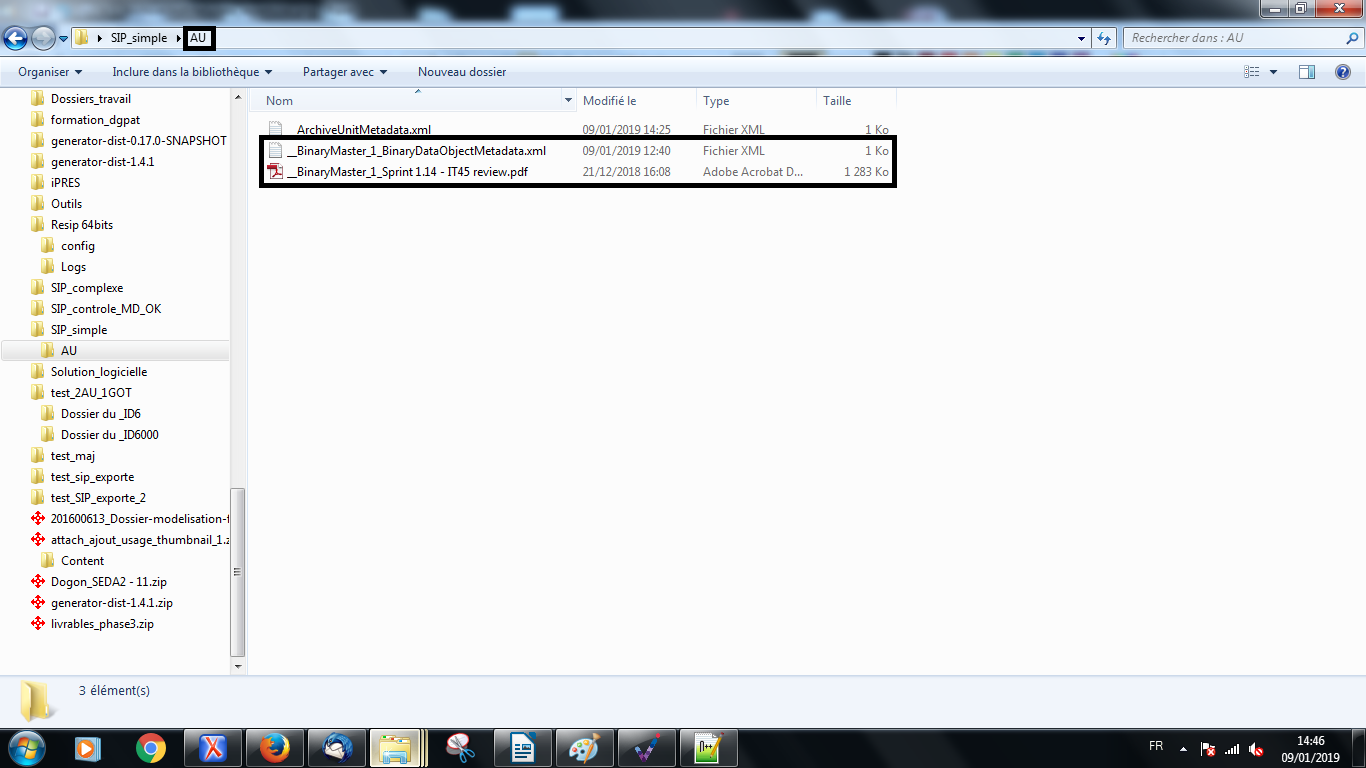 SIP_simple
AU
Rechercher dans : AU
Organiser
Inclure dans la bibliothèque
Partager avec
Nouveau dossier
Dossiers_travail
formation_dgpat
generator-dist-0.17.0-SNAPSHOT
generator-dist-1.4.1
iPRES
Outils
Resip 64bits
config
Logs
SIP_complexe
SIP_controle_MD_OK
SIP_simple
AU
Solution_logicielle
test_2AU_1GOT
Dossier du _ID6
Dossier du _ID6000
test_maj
test_sip_exporte
test_SIP_exporte_2
201600613_Dossier-modelisation-f
attach_ajout_usage_thumbnail_1.z
Content
Dogon_SEDA2 - 11.zip
generator-dist-1.4.1.zip
livrables_phase3.zip
Nom Modifié le Type Taille
ArchiveUnitMetadata.xml 09/01/2019 14:25 Fichier XML 1 Ko
__BinaryMaster_1_BinaryDataObjectMetadata.xml 09/01/2019 12:40 Fichier XML 1 Ko
__BinaryMaster_1_Sprint 1.14 - IT45 review.pdf 21/12/2018 16:08 Adobe Acrobat D... 1 283 Ko
3 élément(s)
FR
14:46
09/01/2019